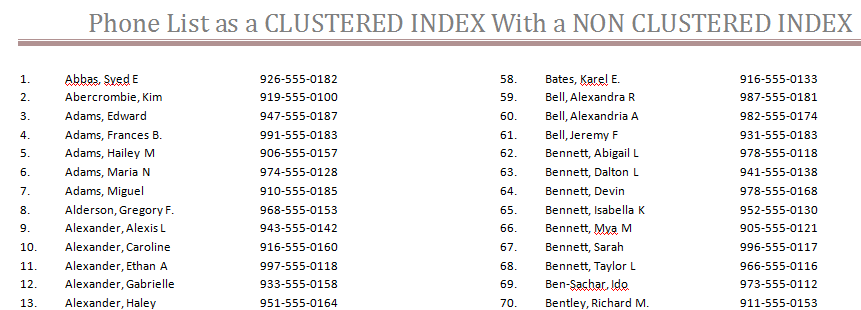 Phone List as a CLUSTERED INDEX With a NON CLUSTERED INDEX
1. Abbas, Syed E 926-555-0182
2. Abercrombie, Kim 919-555-0100
3. Adams, Edward 947-555-0187
4. Adams, Frances B. 991-555-0183
5. Adams, Hailey M 906-555-0157
6. Adams, Maria N 974-555-0128
7. Adams, Miguel 910-555-0185
8. Alderson, Gregory F. 968-555-0153
9. Alexander, Alexis L 943-555-0142
10. Alexander, Caroline 916-555-0160
11. Alexander, Ethan A 997-555-0118
12. Alexander, Gabrielle 933-555-0158
13. Alexander, Haley 951-555-0164
58. Bates, Karel E. 916-555-0133
59. Bell, Alexandra R 987-555-0181
60. Bell, Alexandria A 982-555-0174
61. Bell, Jeremy F 931-555-0183
62. Bennett, Abigail L 978-555-0118
63. Bennett, Dalton L 941-555-0138
64. Bennett, Devin 978-555-0168
65. Bennett, Isabella K 952-555-0130
66. Bennett, Mya M 905-555-0121
67. Bennett, Sarah 996-555-0117
68. Bennett, Taylor L 966-555-0116
69. Ben-Sachar, Ido 973-555-0112
70. Bentley, Richard M. 911-555-0153